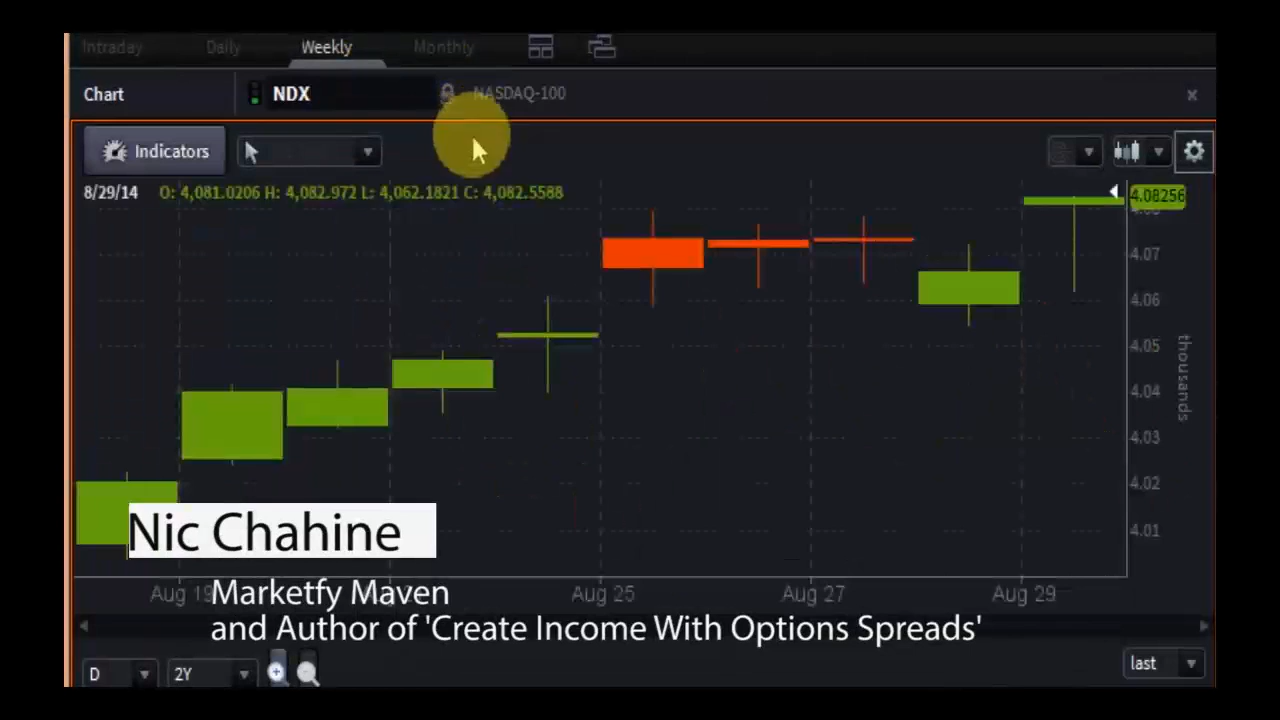 Intraday Daily Weekly Monthly
Chart NDX NASDAQ-100 x
Indicators
8/29/14 O: 4,081.0206 H: 4,082.972 L: 4,062.1821 C: 4,082.5588
4.08256
4.08
4.07
4.06
4.05
4.04
4.03
4.02
4.01
thousands
Nic Chahine
Aug 19 Aug 25 Aug 27 Aug 29
Marketfy Maven
and Author of 'Create Income With Options Spreads'
D 2Y last